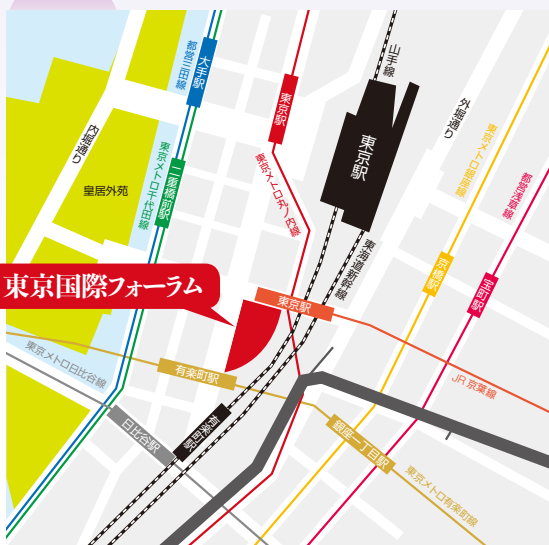 山手線
大手町駅
都営三田線
東京駅
外堀通り
内堀通り
東京駅
東京メトロ銀座線
東京メトロ丸ノ内線
都営浅草線
東京メトロ千代田線
二重橋前駅
皇居外苑
東海道新幹線
京橋駅
宝町駅
東京国際フォーラム
東京駅
東京メトロ日比谷線
有楽町駅
JR 京葉線
有楽町駅
日比谷駅
銀座一丁目駅
東京メトロ有楽町線